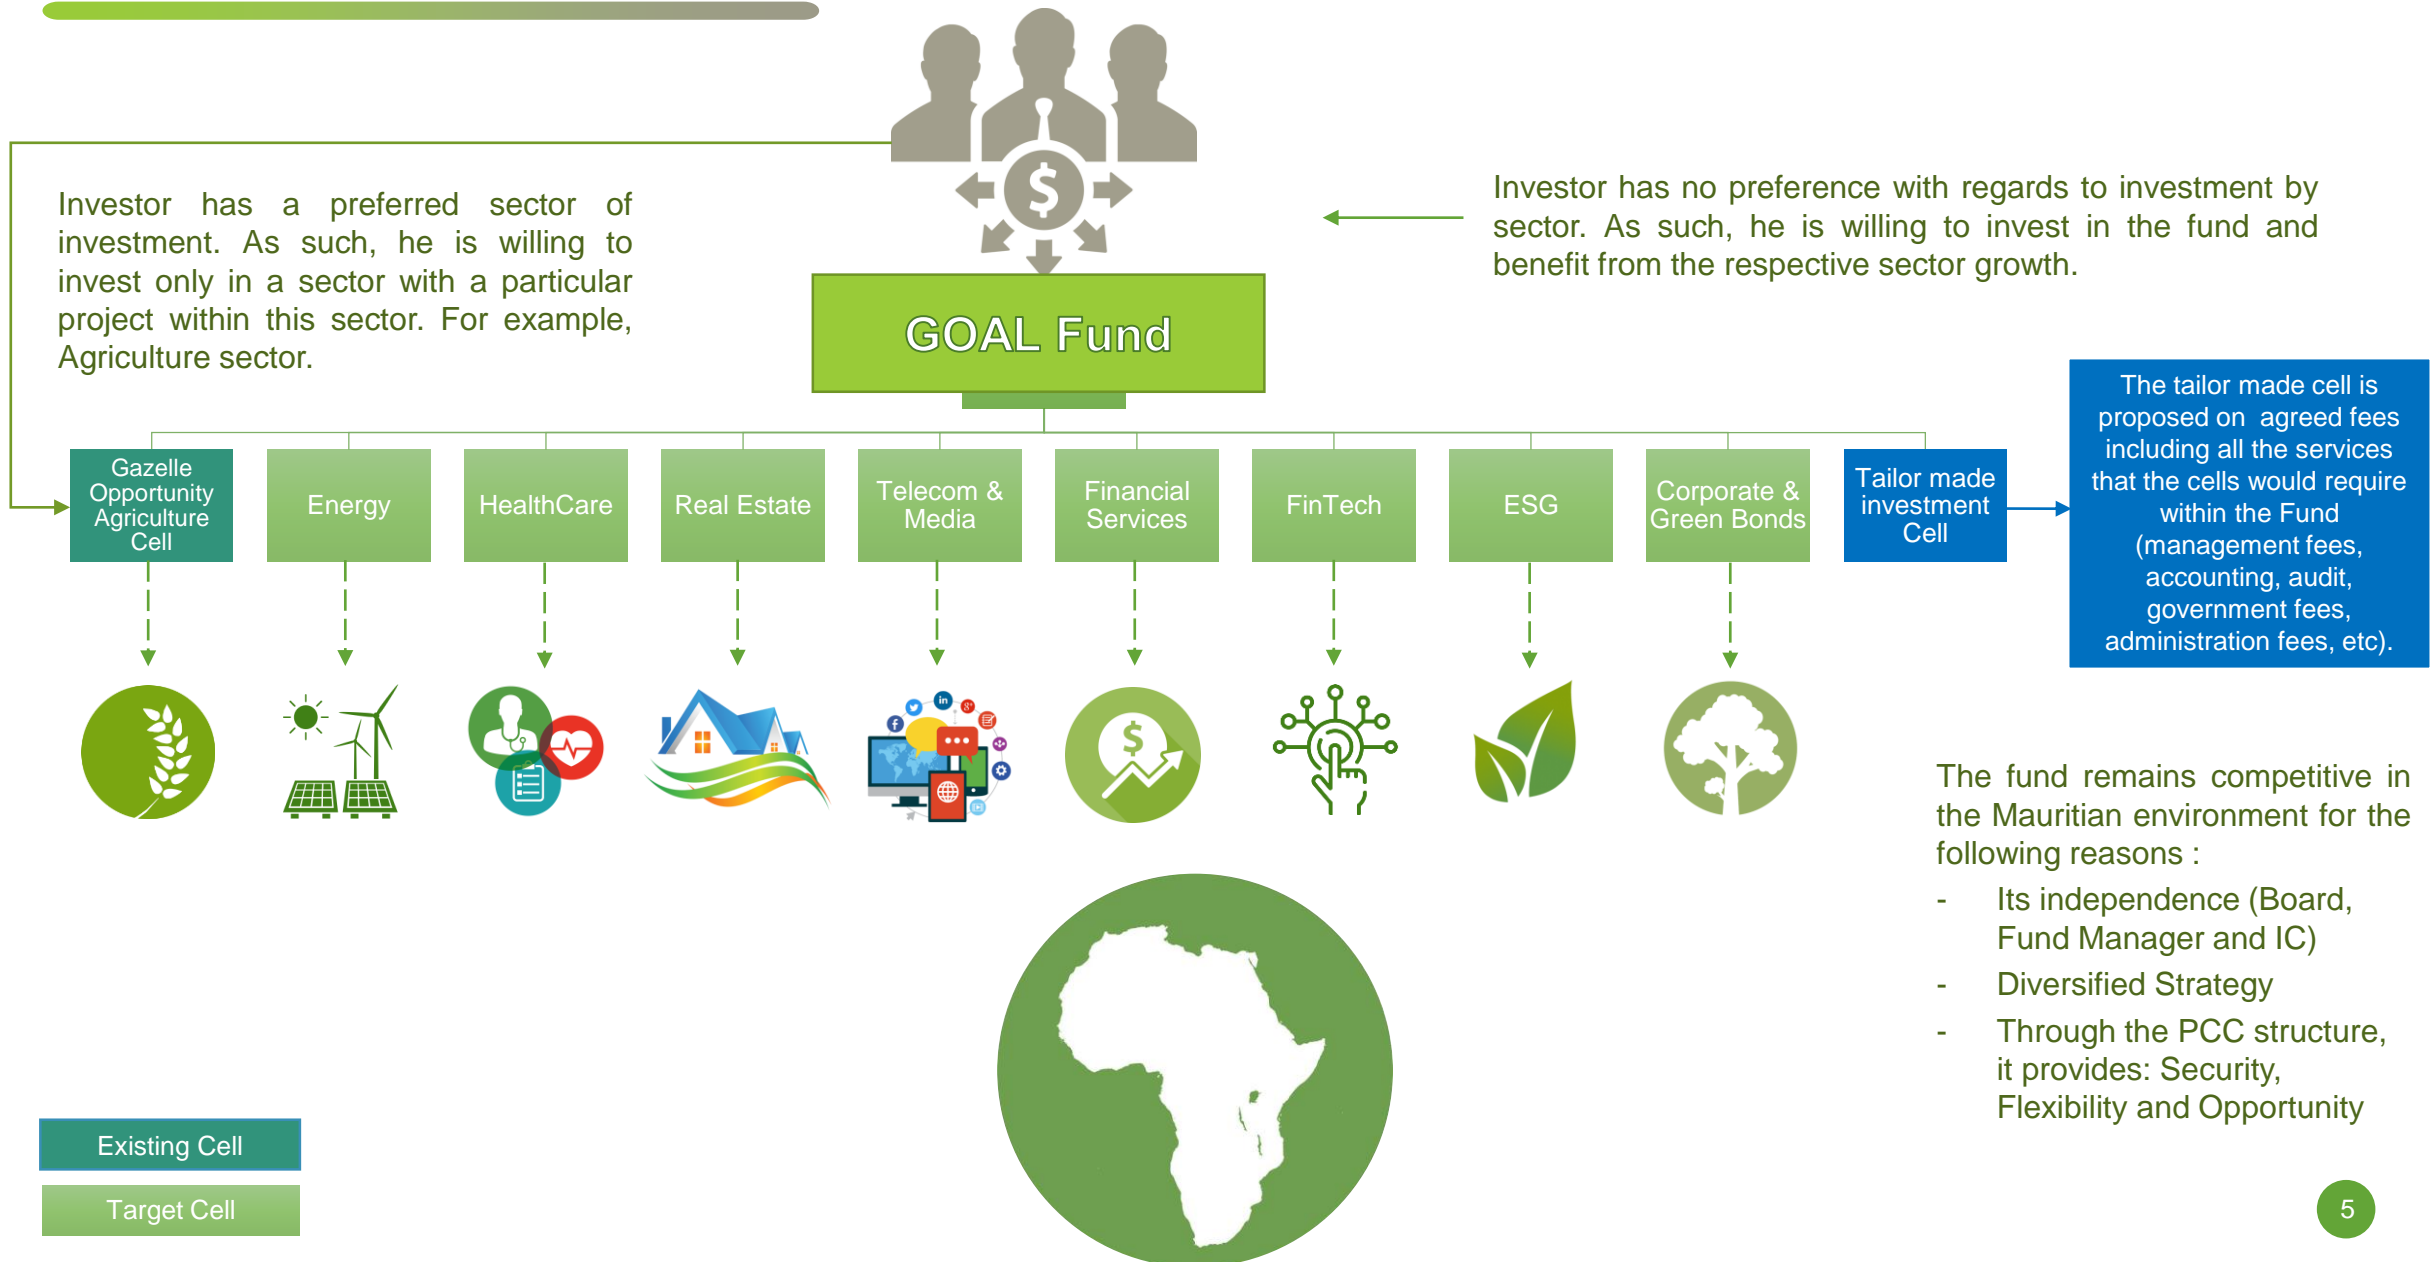 Investor has a preferred sector of
investment. As such, he is willing to
invest only in a sector with a particular
project within this sector. For example,
Agriculture sector.
$
Investor has no preference with regards to investment by
sector. As such, he is willing to invest in the fund and
benefit from the respective sector growth.
GOAL Fund
Gazelle
Opportunity
Agriculture
Cell
Energy
HealthCare
Real Estate
Telecom &
Media
Financial
Services
FinTech
ESG
Corporate &
Green Bonds
Tailor made
investment
Cell
The tailor made cell is
proposed on agreed fees
including all the services
that the cells would require
within the Fund
(management fees,
accounting, audit,
government fees,
administration fees, etc).
in
f
g+
$
The fund remains competitive in
the Mauritian environment for the
following reasons :
- Its independence (Board,
Fund Manager and IC)
- Diversified Strategy
- Through the PCC structure,
it provides: Security,
Flexibility and Opportunity
Existing Cell
Target Cell
5